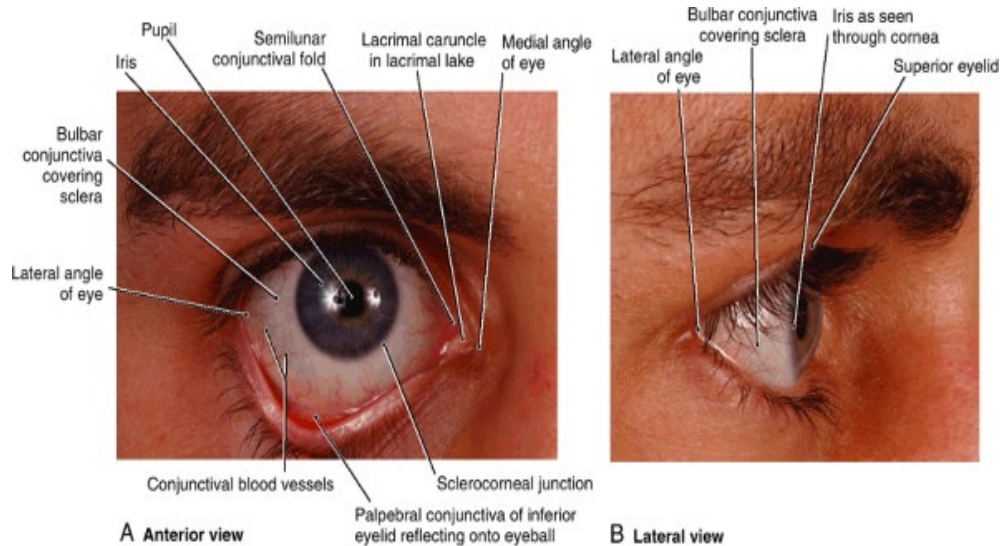 Pupil
Iris
Semilunar
conjunctival fold
Lacrimal caruncle
in lacrimal lake
Medial angle
of eye
Bulbar
conjunctiva
covering
sclera
Lateral angle
of eye
Conjunctival blood vessels
Sclerocorneal junction
Palpebral conjunctiva of inferior
eyelid reflecting onto eyeball
A Anterior view
Bulbar conjunctiva
covering sclera
Iris as seen
through cornea
Lateral angle
of eye
Superior eyelid
B Lateral view